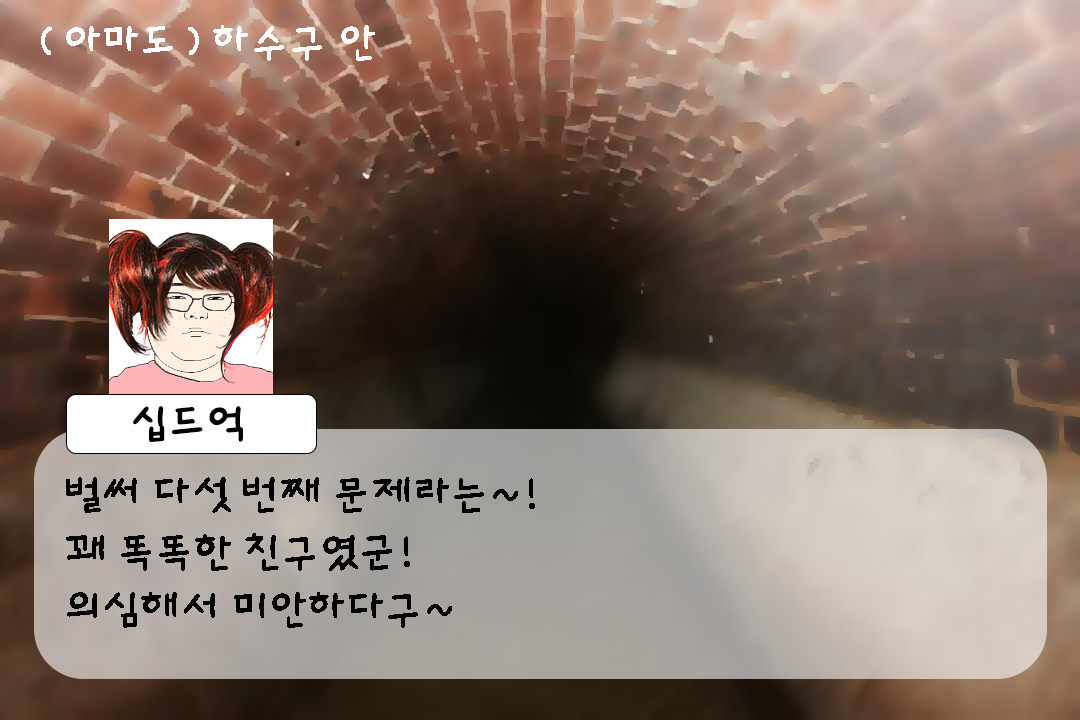 ( 아마도 ) 하수구 안
십드억
벌써 다섯 번째 문제라는~!
꽤 똑똑한 친구였군!
의심해서 미안하다구~